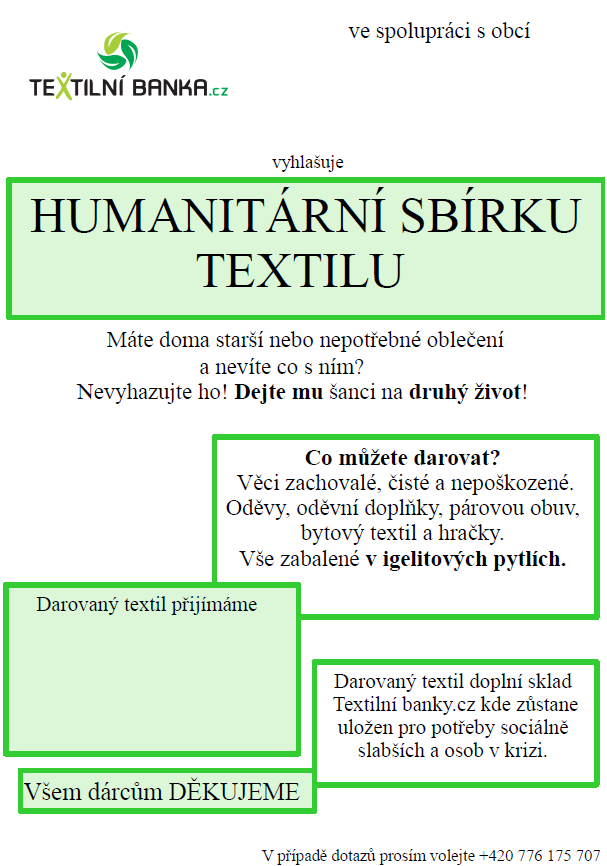 ve spolupráci s obcí
TEXTILNÍ BANKA.cz
vyhlašuje
HUMANITÁRNÍ SBÍRKU
TEXTILU
Máte doma starší nebo nepotřebné oblečení
a nevíte co s ním?
Nevyhazujte ho! Dejte mu šanci na druhý život!
Co můžete darovat?
Věci zachovalé, čisté a nepoškozené.
Oděvy, oděvní doplňky, párovou obuv,
bytový textil a hračky.
Vše zabalené v igelitových pytlích.
Darovaný textil přijímáme
Darovaný textil doplní sklad
Textilní banky.cz kde zůstane
uložen pro potřeby sociálně
slabších a osob v krizi.
Všem dárcům DĚKUJEME
V případě dotazů prosím volejte +420 776 175 707